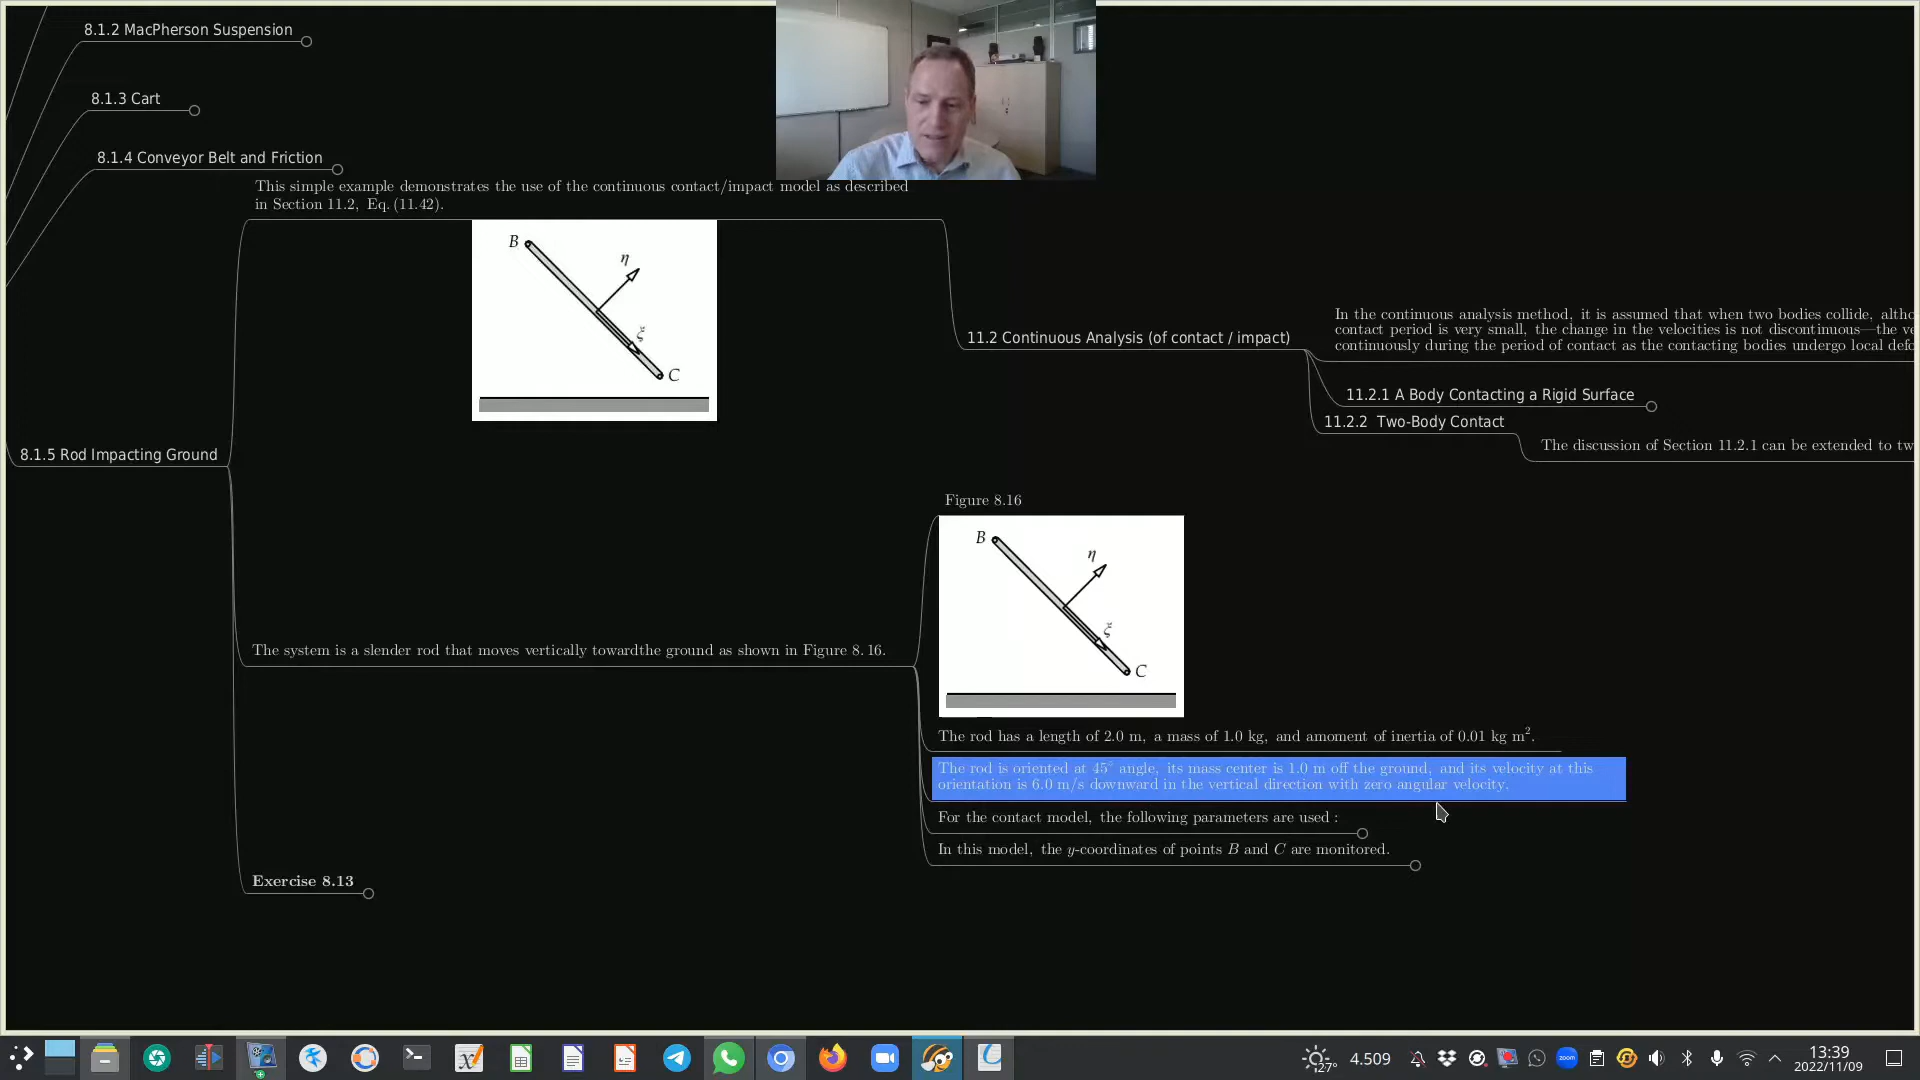 8.1.2 MacPherson Suspension
8.1.3 Cart
8.1.4 Conveyor Belt and Friction
This simple example demonstrates the use of the continuous contact/impact model as described
in Section 11.2, Eq. (11.42).
B
η
ξ
C
11.2 Continuous Analysis (of contact / impact)
In the continuous analysis method, it is assumed that when two bodies collide, altho
contact period is very small, the change in the velocities is not discontinuous—the ve
continuously during the period of contact as the contacting bodies undergo local defo
11.2.1 A Body Contacting a Rigid Surface
11.2.2 Two-Body Contact
The discussion of Section 11.2.1 can be extended to tw
8.1.5 Rod Impacting Ground
Figure 8.16
B
η
ξ
C
The system is a slender rod that moves vertically towardthe ground as shown in Figure 8.16.
The rod has a length of 2.0 m, a mass of 1.0 kg, and amoment of inertia of 0.01 kg m².
The rod is oriented at 45° angle, its mass center is 1.0 m off the ground, and its velocity at this
orientation is 6.0 m/s downward in the vertical direction with zero angular velocity.
For the contact model, the following parameters are used :
In this model, the y-coordinates of points B and C are monitored.
Exercise 8.13
27°
4.509
zoom
13:39
2022/11/09